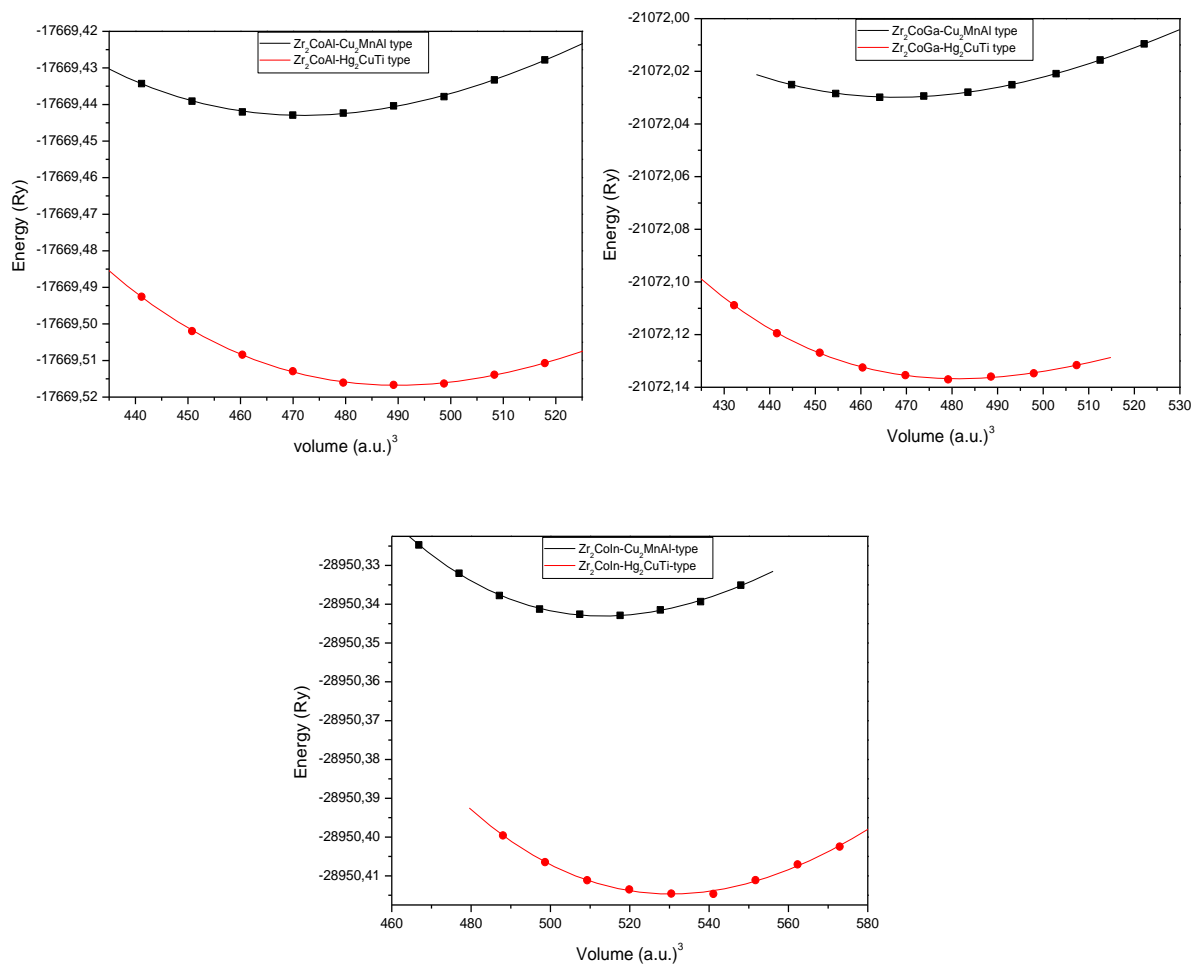 -17669,42
-17669,43
-17669,44
-17669,45
-17669,46
-17669,47
-17669,48
-17669,49
-17669,50
-17669,51
-17669,52
Energy (Ry)
Zr₂CoAl-Cu₂MnAl type
Zr₂CoAl-Hg₂CuTi type
440 450 460 470 480 490 500 510 520
volume (a.u.)³
-21072,00
-21072,02
-21072,04
-21072,06
-21072,08
-21072,10
-21072,12
-21072,14
Energy (Ry)
Zr₂CoGa-Cu₂MnAl type
Zr₂CoGa-Hg₂CuTi type
430 440 450 460 470 480 490 500 510 520 530
Volume (a.u.)³
-28950,33
-28950,34
-28950,35
-28950,36
-28950,37
-28950,38
-28950,39
-28950,40
-28950,41
Energy (Ry)
Zr₂CoIn-Cu₂MnAl-type
Zr₂CoIn-Hg₂CuTi-type
460 480 500 520 540 560 580
Volume (a.u.)³